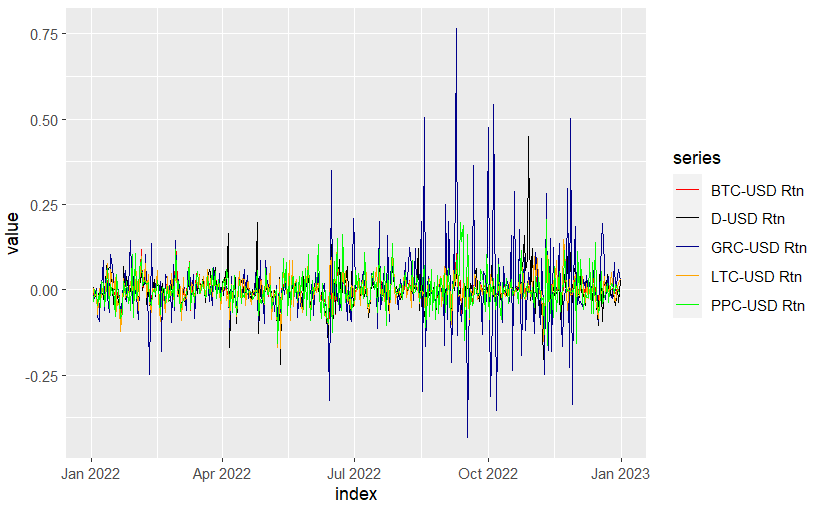 0.75
0.50
0.25
0.00
-0.25
value
Jan 2022
Apr 2022
Jul 2022
Oct 2022
Jan 2023
index
series
BTC-USD Rtn
D-USD Rtn
GRC-USD Rtn
LTC-USD Rtn
PPC-USD Rtn